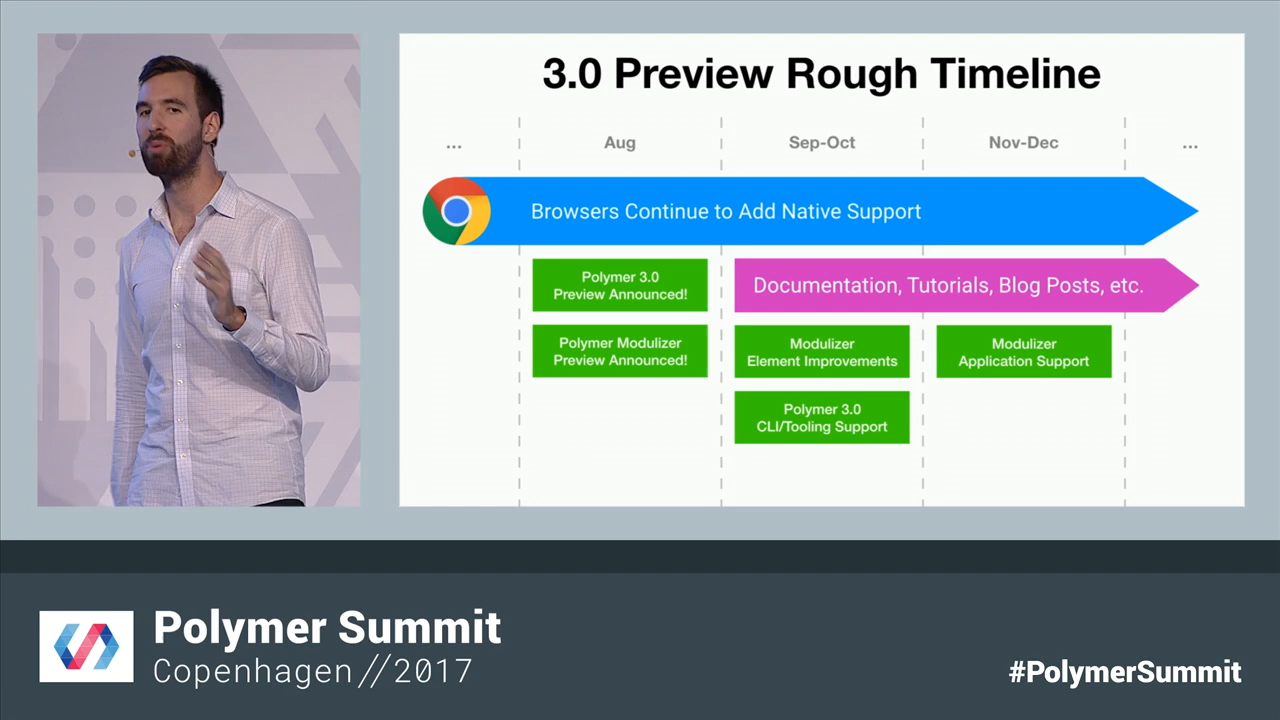 3.0 Preview Rough Timeline
...
Aug
Sep-Oct
Nov-Dec
...
Browsers Continue to Add Native Support
Polymer 3.0
Preview Announced!
Documentation, Tutorials, Blog Posts, etc.
Polymer Modulizer
Preview Announced!
Modulizer
Element Improvements
Modulizer
Application Support
Polymer 3.0
CLI/Tooling Support
Polymer Summit
Copenhagen // 2017
#PolymerSummit